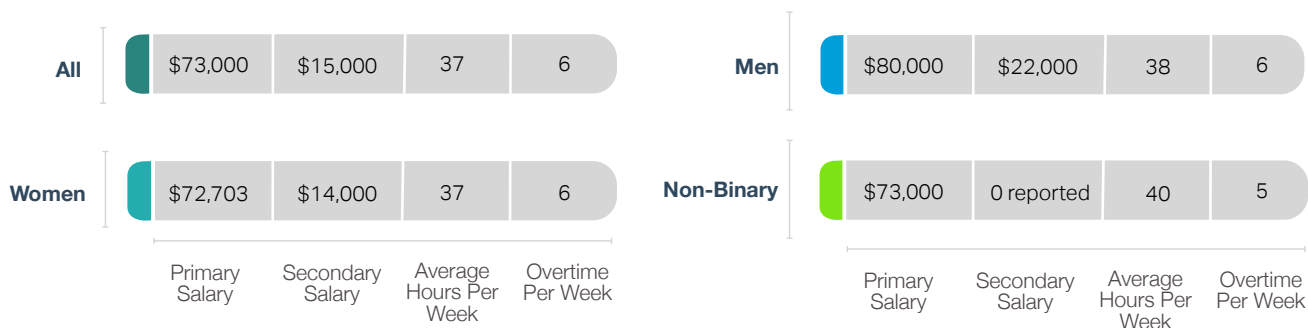 All $73,000 $15,000 37 6
Women $72,703 $14,000 37 6
Primary Salary
Secondary Salary
Average Hours Per Week
Overtime Per Week
Men $80,000 $22,000 38 6
Non-Binary $73,000 0 reported 40 5
Primary Salary
Secondary Salary
Average Hours Per Week
Overtime Per Week